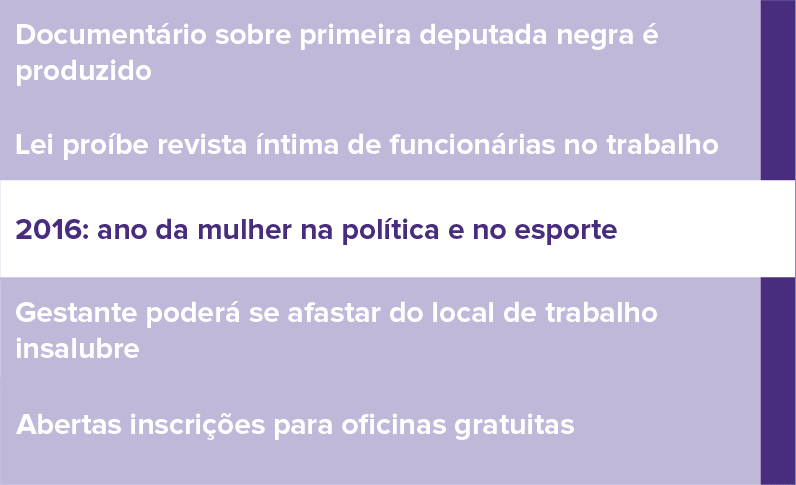 Documentário sobre primeira deputada negra é
produzido
Lei proíbe revista íntima de funcionárias no trabalho
2016: ano da mulher na política e no esporte
Gestante poderá se afastar do local de trabalho
insalubre
Abertas inscrições para oficinas gratuitas